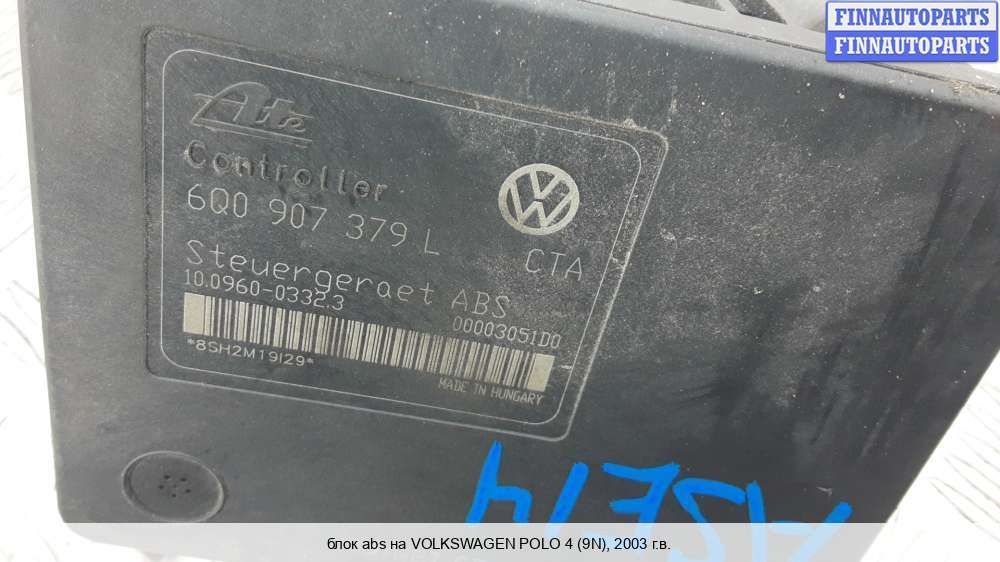 FINNAUTOPARTS
FINNAUTOPARTS
Ate
Controller
6Q0 907 379 L
CTA
Steuergeraet ABS
10.0960-0332.3
00003051D0
*8SH2M19I29*
MADE IN HUNGARY
блок abs на VOLKSWAGEN POLO 4 (9N), 2003 г.в.